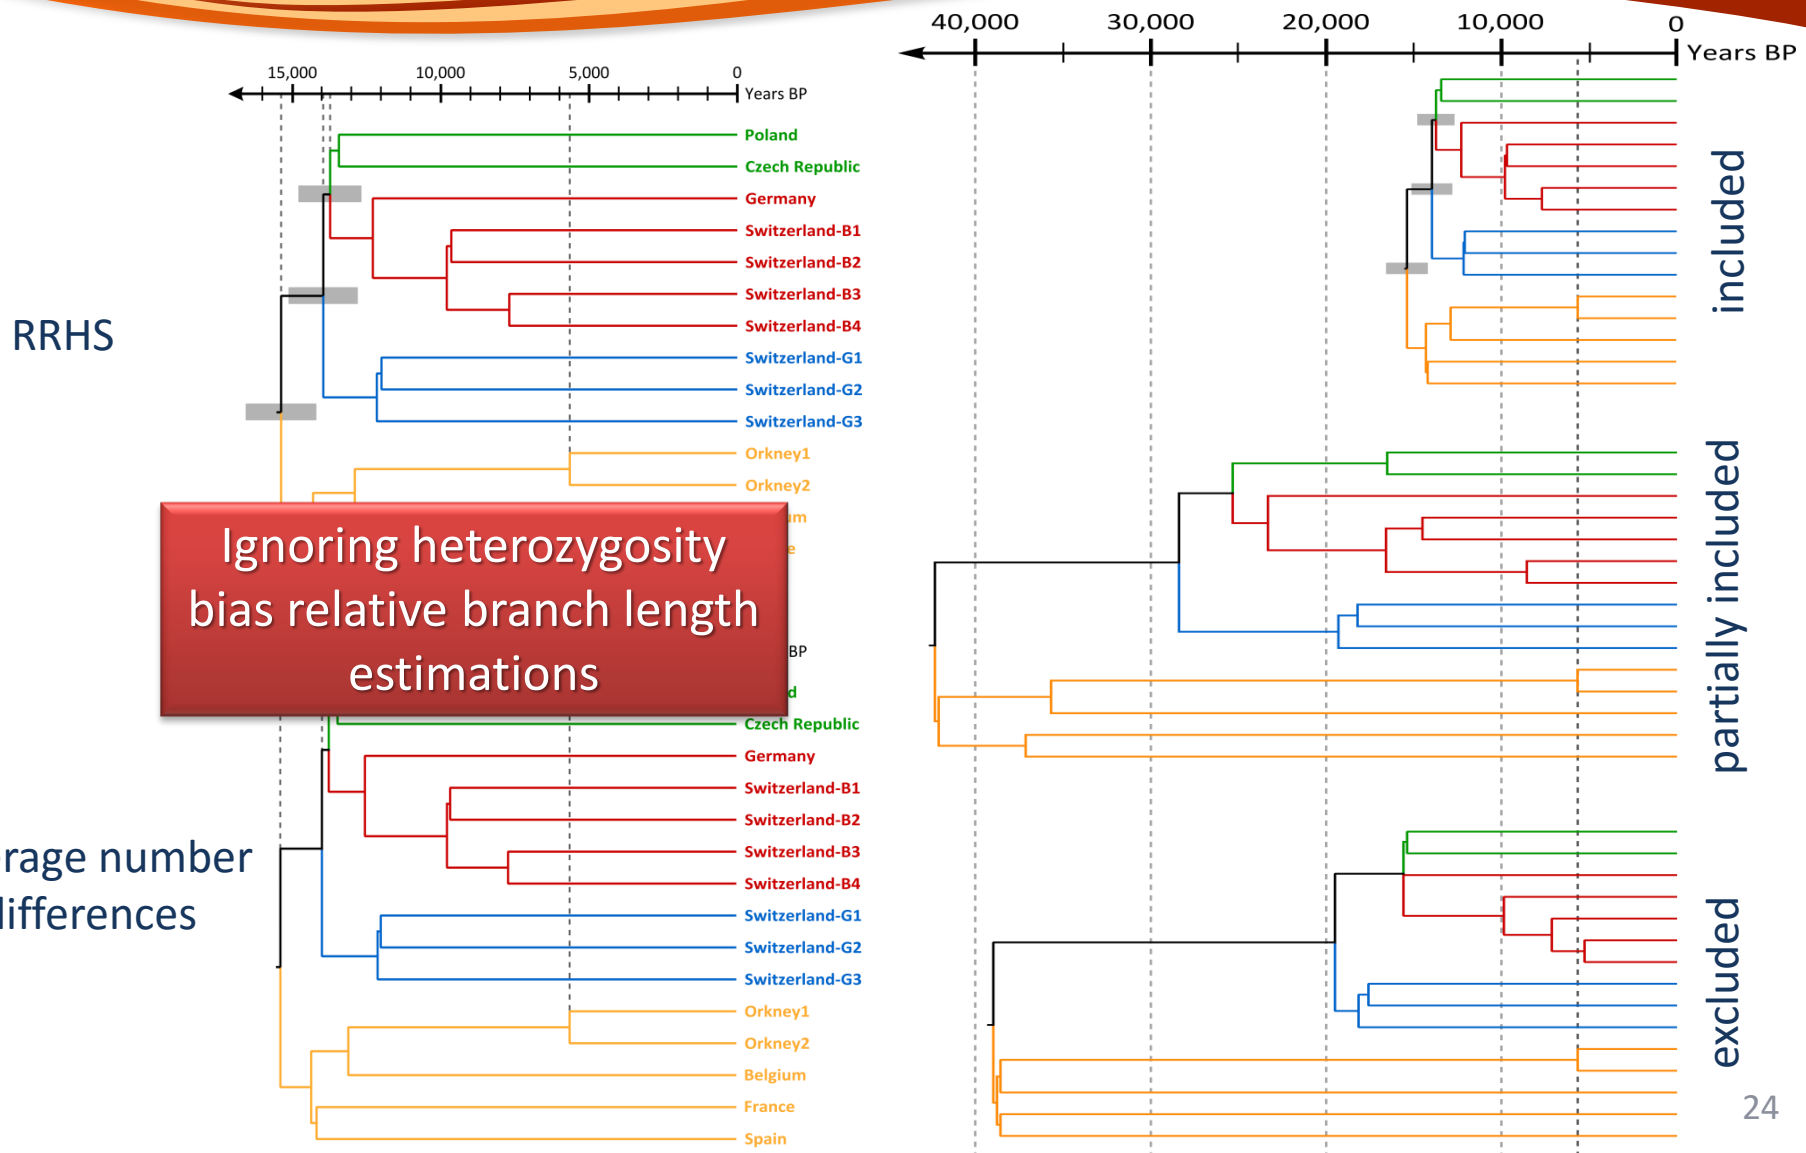 15,000 10,000 5,000 0
Years BP
Poland
Czech Republic
Germany
Switzerland-B1
Switzerland-B2
Switzerland-B3
Switzerland-B4
Switzerland-G1
Switzerland-G2
Switzerland-G3
Orkney1
Orkney2
RRHS
Ignoring heterozygosity
bias relative branch length
estimations
BP
Czech Republic
Germany
Switzerland-B1
Switzerland-B2
Switzerland-B3
Switzerland-B4
Switzerland-G1
Switzerland-G2
Switzerland-G3
Orkney1
Orkney2
Belgium
France
Spain
number
40,000 30,000 20,000 10,000 0
Years BP
included
partially included
excluded
24